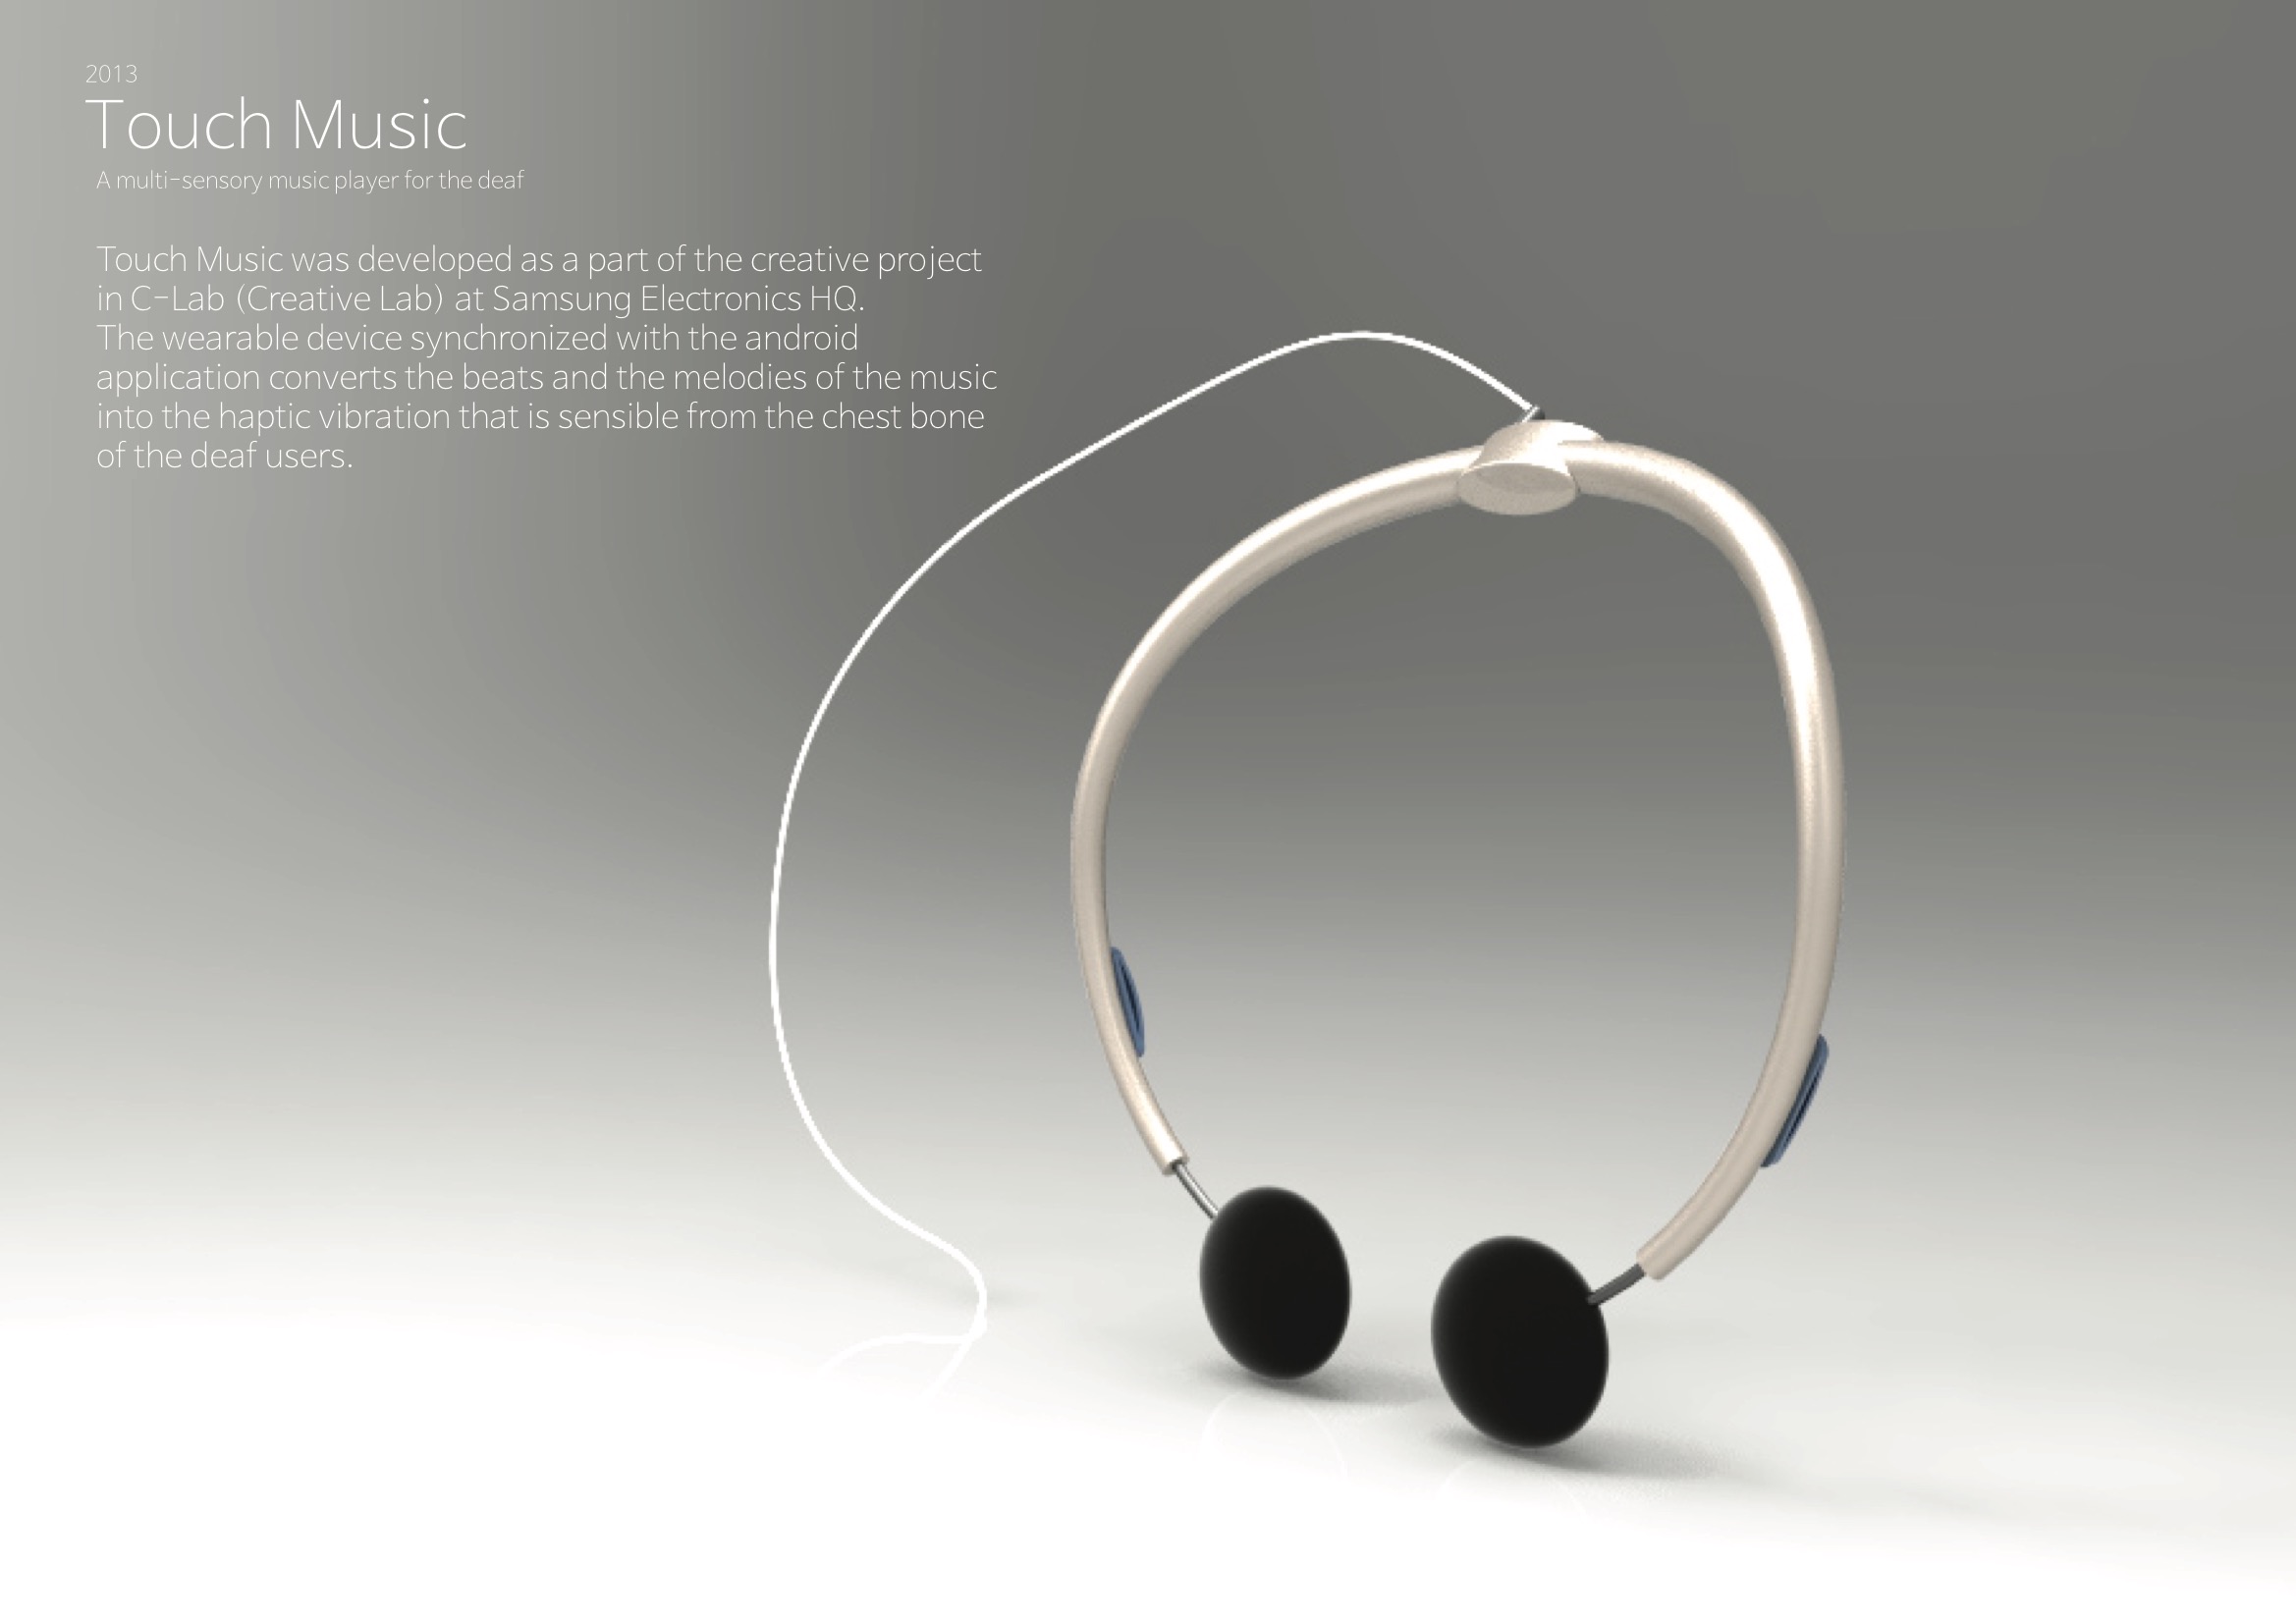 2013
Touch Music
A multi-sensory music player for the deaf
Touch Music was developed as a part of the creative project
in C-Lab (Creative Lab) at Samsung Electronics HQ.
The wearable device synchronized with the android
application converts the beats and the melodies of the music
into the haptic vibration that is sensible from the chest bone
of the deaf users.